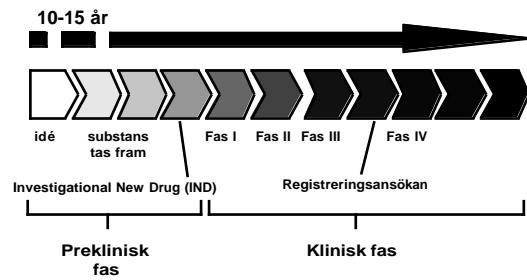 10-15 år
idé
substans
tas fram
Fas I
Fas II
Fas III
Fas IV
Investigational New Drug (IND)
Registreringsansökan
Preklinisk
fas
Klinisk fas